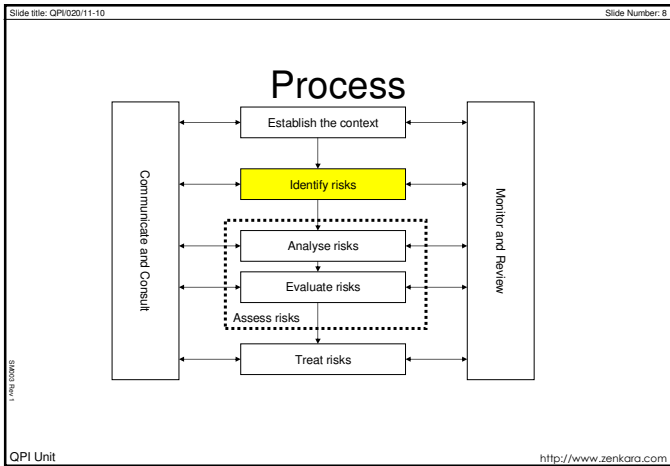 Slide title: QPI/020/11-10
Slide Number: 8
Process
Establish the context
Communicate and Consult
Identify risks
Monitor and Review
Analyse risks
Evaluate risks
Assess risks
Treat risks
SM003 Rev 1
QPI Unit
http://www.zenkara.com